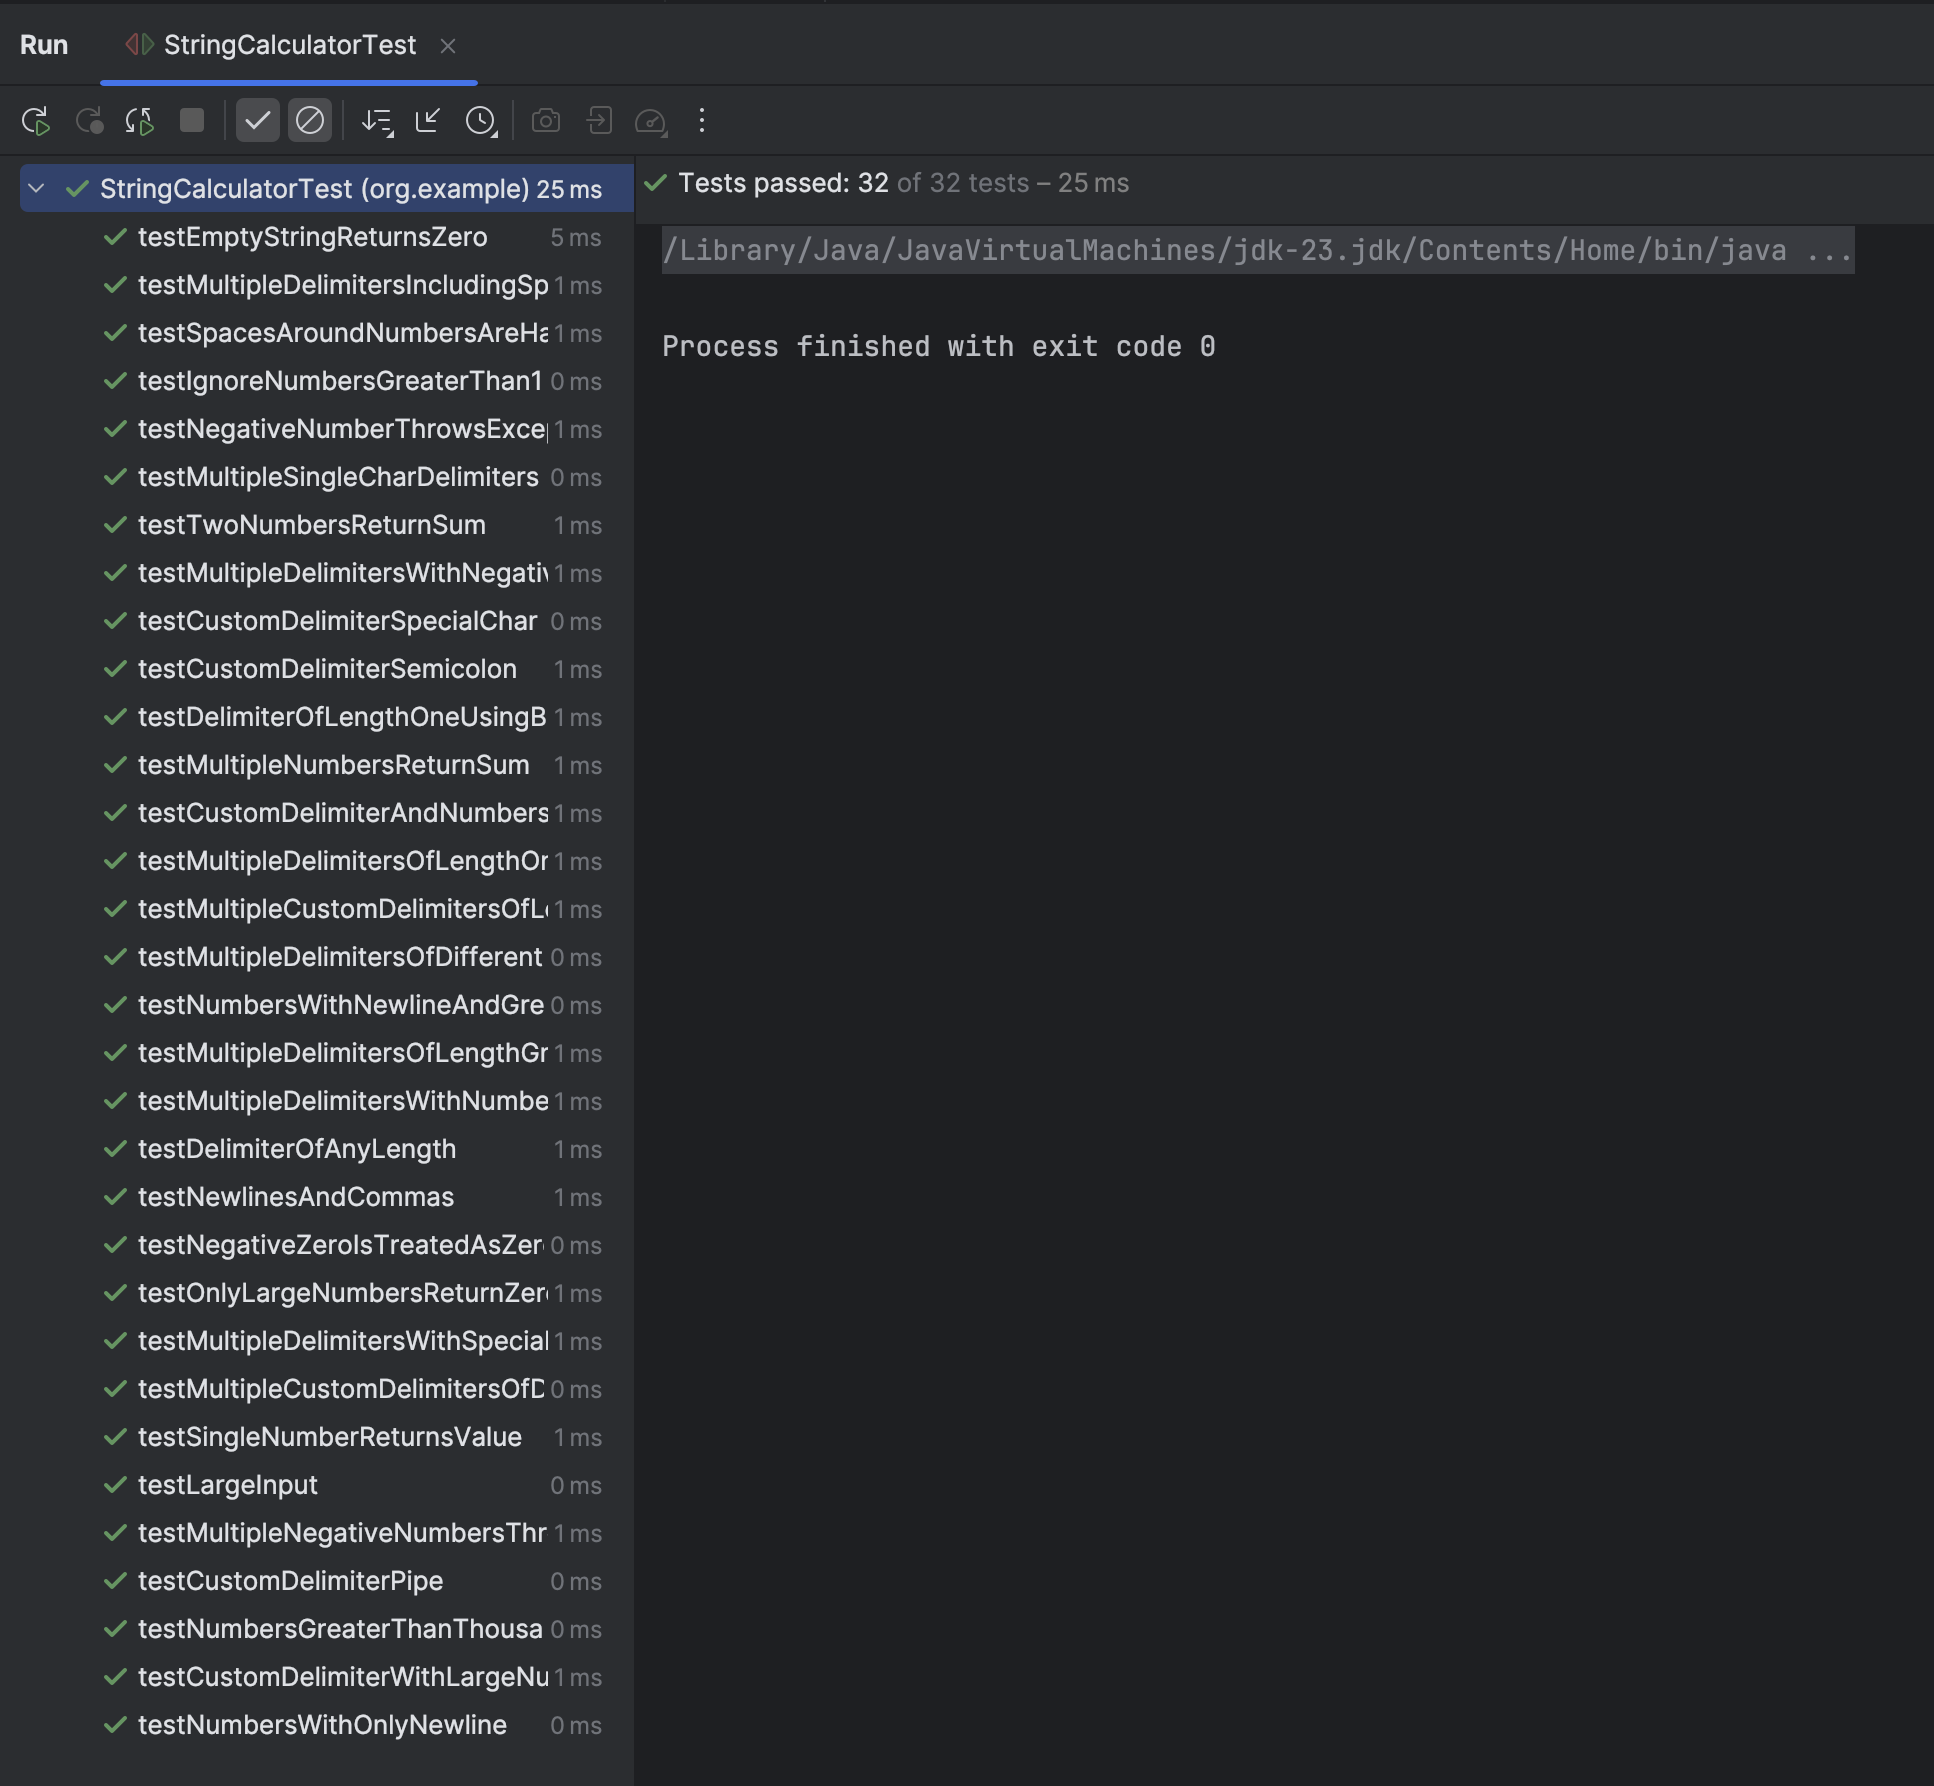 Run StringCalculatorTest
StringCalculatorTest (org.example) 25 ms
testEmptyStringReturnsZero 5 ms
testMultipleDelimitersIncludingSp 1 ms
testSpacesAroundNumbersAreHa 1 ms
testIgnoreNumbersGreaterThan1 0 ms
testNegativeNumberThrowsExce 1 ms
testMultipleSingleCharDelimiters 0 ms
testTwoNumbersReturnSum 1 ms
testMultipleDelimitersWithNegativ 1 ms
testCustomDelimiterSpecialChar 0 ms
testCustomDelimiterSemicolon 1 ms
testDelimiterOfLengthOneUsingB 1 ms
testMultipleNumbersReturnSum 1 ms
testCustomDelimiterAndNumbers 1 ms
testMultipleDelimitersOfLengthOn 1 ms
testMultipleCustomDelimitersOfLe 1 ms
testMultipleDelimitersOfDifferent 0 ms
testNumbersWithNewlineAndGre 0 ms
testMultipleDelimitersOfLengthGr 1 ms
testMultipleDelimitersWithNumbe 1 ms
testDelimiterOfAnyLength 1 ms
testNewlinesAndCommas 1 ms
testNegativeZeroIsTreatedAsZero 0 ms
testOnlyLargeNumbersReturnZero 1 ms
testMultipleDelimitersWithSpecial 1 ms
testMultipleCustomDelimitersOfD 0 ms
testSingleNumberReturnsValue 1 ms
testLargeInput 0 ms
testMultipleNegativeNumbersThr 1 ms
testCustomDelimiterPipe 0 ms
testNumbersGreaterThanThousa 0 ms
testCustomDelimiterWithLargeNu 1 ms
testNumbersWithOnlyNewline 0 ms
Tests passed: 32 of 32 tests – 25 ms
/Library/Java/JavaVirtualMachines/jdk-23.jdk/Contents/Home/bin/java ...
Process finished with exit code 0